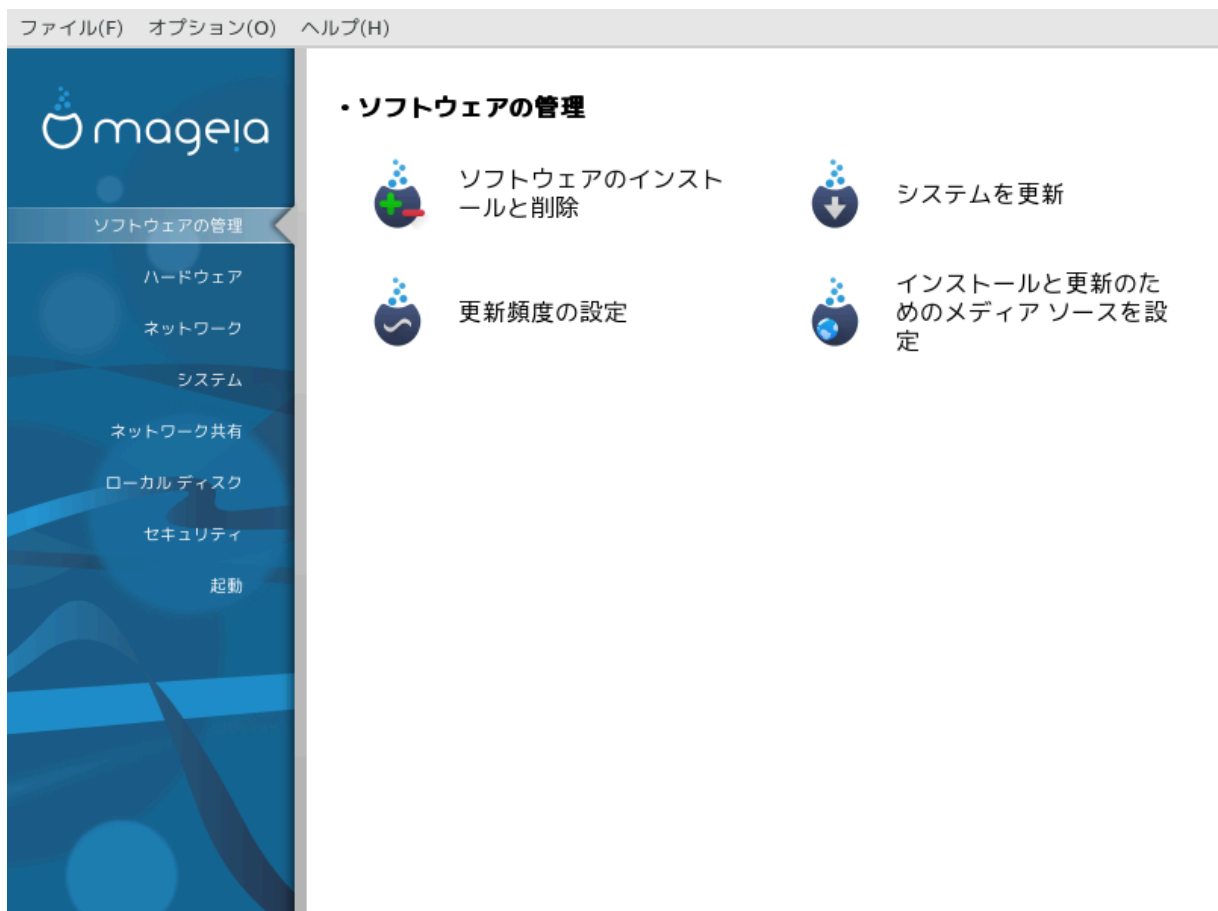 ファイル(F) オプション(O) ヘルプ(H)
mageia
ソフトウェアの管理
ハードウェア
ネットワーク
システム
ネットワーク共有
ローカル ディスク
セキュリティ
起動
・ソフトウェアの管理
ソフトウェアのインスト
ールと削除
システムを更新
更新頻度の設定
インストールと更新のた
めのメディア ソースを設
定